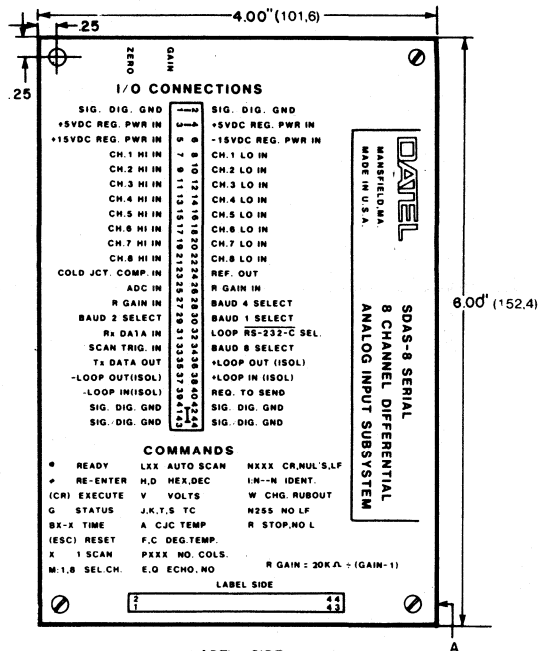 4.00"(101,6)
.25
.25
ZERO
GAIN
I/O CONNECTIONS
SIG. DIG. GND 1 2 SIG. DIG. GND
+5VDC REG. PWR IN 3 4 +5VDC REG. PWR IN
+15VDC REG. PWR IN 5 6 -15VDC REG. PWR IN
CH.1 HI IN 7 8 CH.1 LO IN
CH.2 HI IN 9 10 CH.2 LO IN
CH.3 HI IN 11 12 CH.3 LO IN
CH.4 HI IN 13 14 CH.4 LO IN
CH.5 HI IN 15 16 CH.5 LO IN
CH.6 HI IN 17 18 CH.6 LO IN
CH.7 HI IN 19 20 CH.7 LO IN
CH.8 HI IN 21 22 CH.8 LO IN
COLD JCT. COMP. IN 23 24 REF. OUT
ADC IN 25 26 R GAIN IN
R GAIN IN 27 28 BAUD 4 SELECT
BAUD 2 SELECT 29 30 BAUD 1 SELECT
Rx DATA IN 31 32 LOOP RS-232-C SEL.
SCAN TRIG. IN 33 34 BAUD 8 SELECT
Tx DATA OUT 35 36 +LOOP OUT (ISOL)
-LOOP OUT(ISOL) 37 38 +LOOP IN (ISOL)
-LOOP IN(ISOL) 39 40 REQ. TO SEND
SIG. DIG. GND 41 42 SIG. DIG. GND
SIG. DIG. GND 43 44 SIG. DIG. GND
DATEL
MANSFIELD, MA.
MADE IN U.S.A.
SDAS-8 SERIAL
8 CHANNEL DIFFERENTIAL
ANALOG INPUT SUBSYSTEM
6.00" (152,4)
COMMANDS
* READY LXX AUTO SCAN NXXX CR,NUL'S,LF
RE-ENTER H,D HEX,DEC I:N--N IDENT.
(CR) EXECUTE V VOLTS W CHG. RUBOUT
G STATUS J,K,T,S TC N255 NO LF
BX-X TIME A CJC TEMP R STOP,NO L
(ESC) RESET F,C DEG.TEMP.
X 1 SCAN PXXX NO. COLS.
M:1,8 SEL.CH. E,Q ECHO,NO R GAIN = 20K Ω ÷ (GAIN-1)
LABEL SIDE
2 44
1 43
A